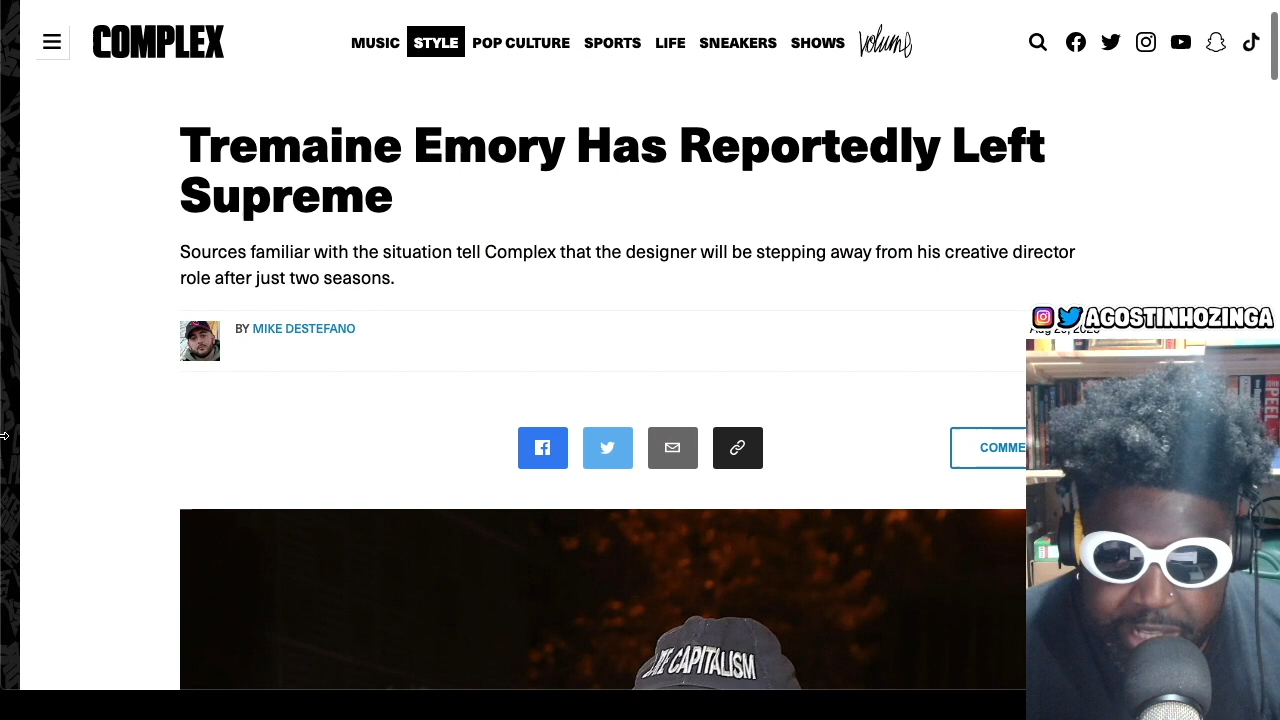 COMPLEX
MUSIC STYLE POP CULTURE SPORTS LIFE SNEAKERS SHOWS Volume
Tremaine Emory Has Reportedly Left
Supreme
Sources familiar with the situation tell Complex that the designer will be stepping away from his creative director
role after just two seasons.
BY MIKE DESTEFANO
AGOSTINHOZINGA
COMME
CAPITALISM
PEEL